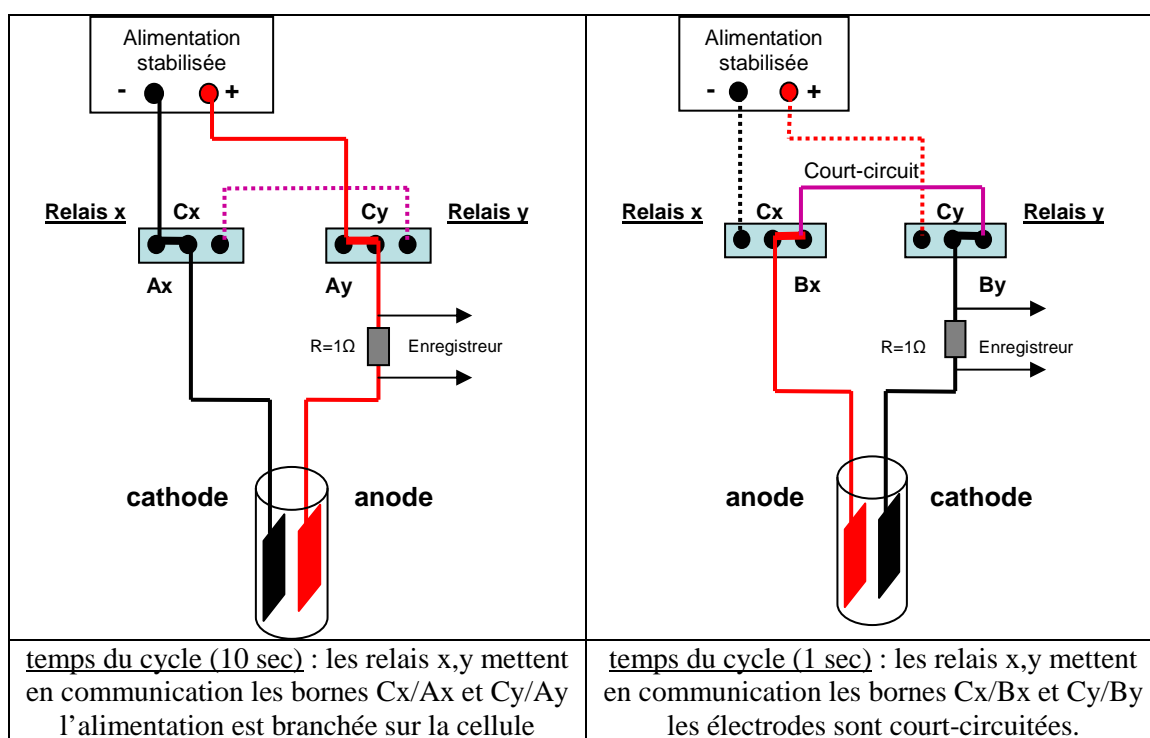 Alimentation
stabilisée
- +
Relais x Cx Cy Relais y
Ax Ay
R=1Ω Enregistreur
cathode anode
temps du cycle (10 sec) : les relais x,y mettent
en communication les bornes Cx/Ax et Cy/Ay
l’alimentation est branchée sur la cellule
Alimentation
stabilisée
- +
Court-circuit
Relais x Cx Cy Relais y
Bx By
R=1Ω Enregistreur
anode cathode
temps du cycle (1 sec) : les relais x,y mettent
en communication les bornes Cx/Bx et Cy/By
les électrodes sont court-circuitées.